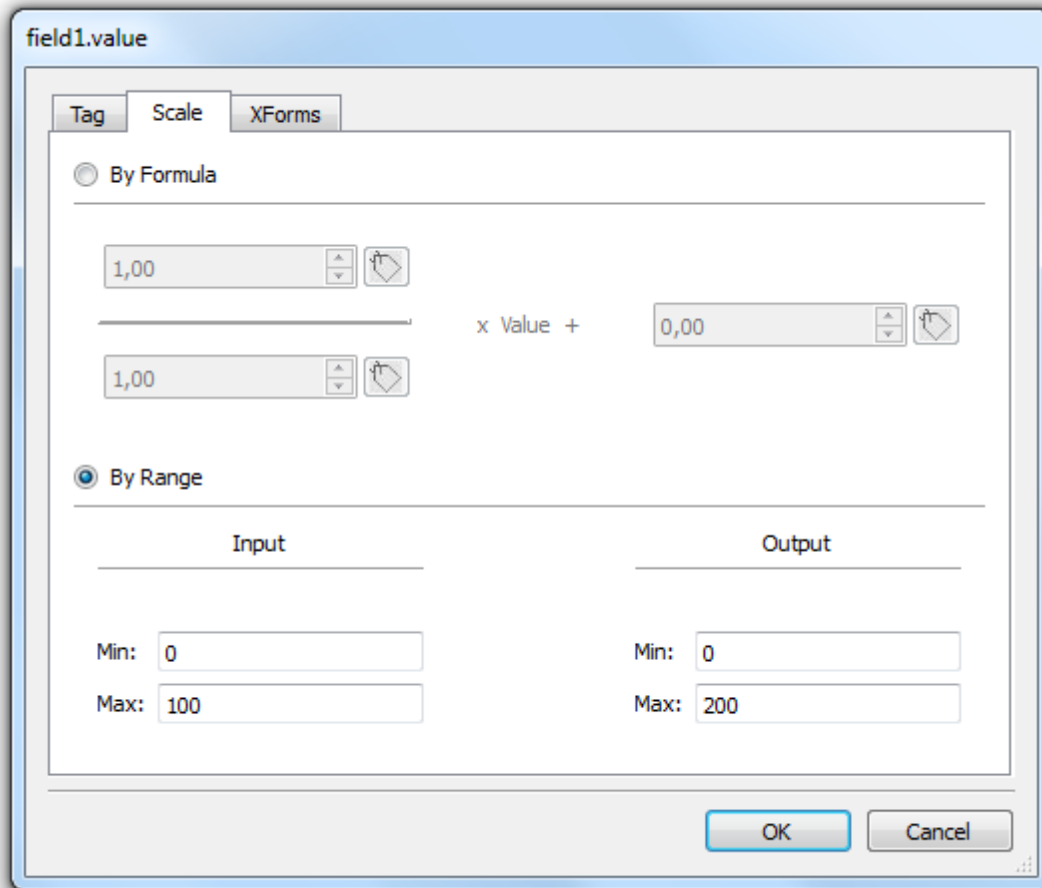 field1.value
Tag Scale XForms
By Formula
1,00
x Value + 0,00
1,00
By Range
Input Output
Min: 0 Min: 0
Max: 100 Max: 200
OK Cancel